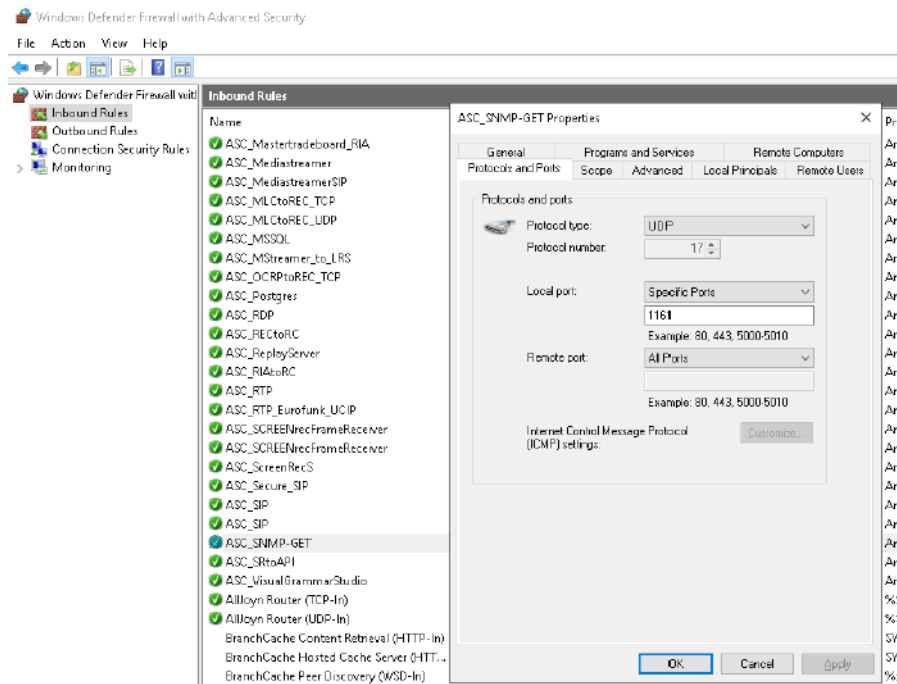 Windows Defender Firewall with Advanced Security
File Action View Help
Windows Defender Firewall with
Inbound Rules
Outbound Rules
Connection Security Rules
Monitoring
Inbound Rules
Name
ASC_Mastertradeboard_RIA
ASC_Mediastreamer
ASC_MediastreamerSIP
ASC_MLCtoREC_TCP
ASC_MLCtoREC_UDP
ASC_MSSQL
ASC_MStreamer_to_LRS
ASC_OCRPtoREC_TCP
ASC_Postgres
ASC_RDP
ASC_RECtoRC
ASC_ReplayServer
ASC_RIAtoRC
ASC_RTP
ASC_RTP_Eurofunk_UCIP
ASC_SCREENrecFrameReceiver
ASC_SCREENrecFrameReceiver
ASC_ScreenRecS
ASC_Secure_SIP
ASC_SIP
ASC_SIP
ASC_SNMP-GET
ASC_SRtoAPI
ASC_VisualGrammarStudio
AllJoyn Router (TCP-In)
AllJoyn Router (UDP-In)
BranchCache Content Retrieval (HTTP-In)
BranchCache Hosted Cache Server (HTT...
BranchCache Peer Discovery (WSD-In)
ASC_SNMP-GET Properties
General Programs and Services Remote Computers
Protocols and Ports Scope Advanced Local Principals Remote Users
Protocols and ports
Protocol type: UDP
Protocol number: 17
Local port: Specific Ports
1161
Example: 80, 443, 5000-5010
Remote port: All Ports
Example: 80, 443, 5000-5010
Internet Control Message Protocol
(ICMP) settings:
Customize...
OK Cancel Apply